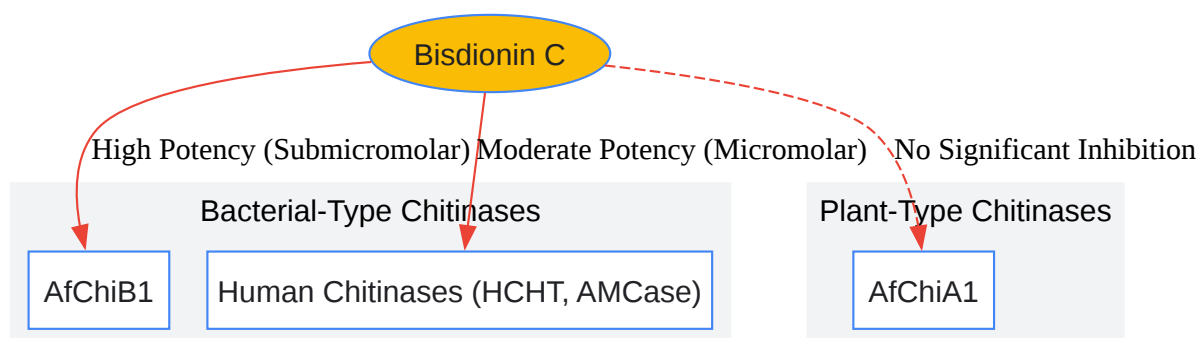 Bisdionin C
High Potency (Submicromolar)
Moderate Potency (Micromolar)
No Significant Inhibition
Bacterial-Type Chitinases
Plant-Type Chitinases
AfChiB1
Human Chitinases (HCHT, AMCase)
AfChiA1